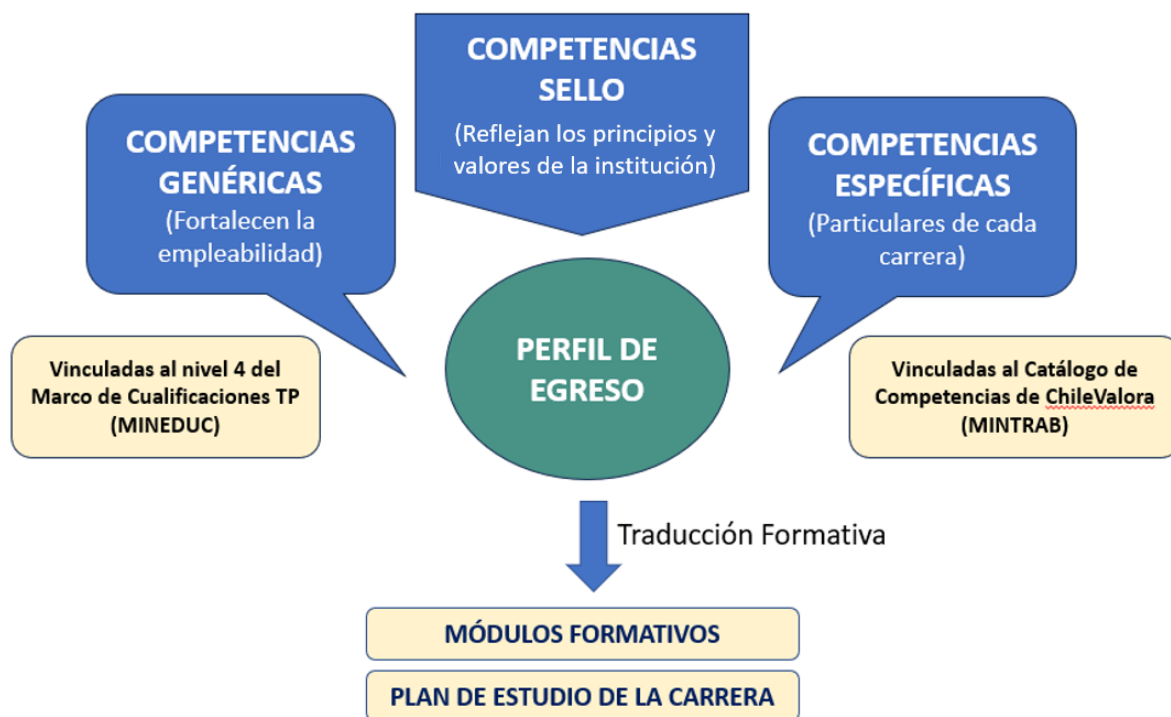 COMPETENCIAS
SELLO
(Reflejan los principios y
valores de la institución)
COMPETENCIAS
GENÉRICAS
(Fortalecen la
empleabilidad)
COMPETENCIAS
ESPECÍFICAS
(Particulares de cada
carrera)
Vinculadas al nivel 4 del
Marco de Cualificaciones TP
(MINEDUC)
PERFIL DE
EGRESO
Vinculadas al Catálogo de
Competencias de ChileValora
(MINTRAB)
Traducción Formativa
MÓDULOS FORMATIVOS
PLAN DE ESTUDIO DE LA CARRERA